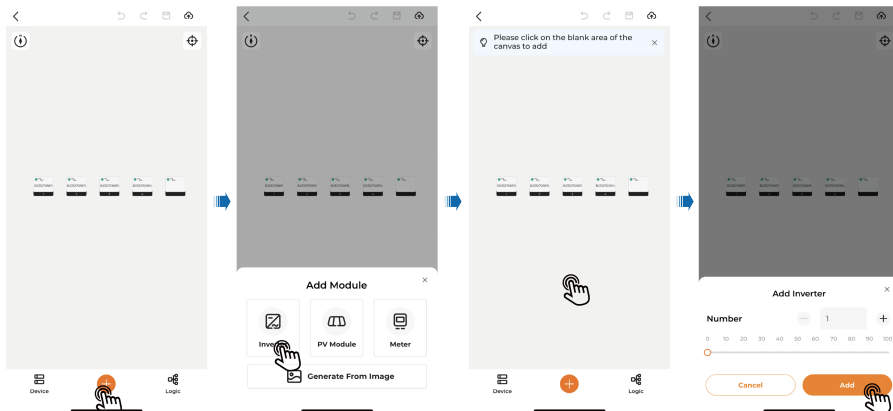 Device
Logic
Add Module
PV Module
Meter
Generate From Image
Please click on the blank area of the
canvas to add
Device
Logic
Add Inverter
Number
1
0 10 20 30 40 50 60 70 80 90 100
Cancel
Add